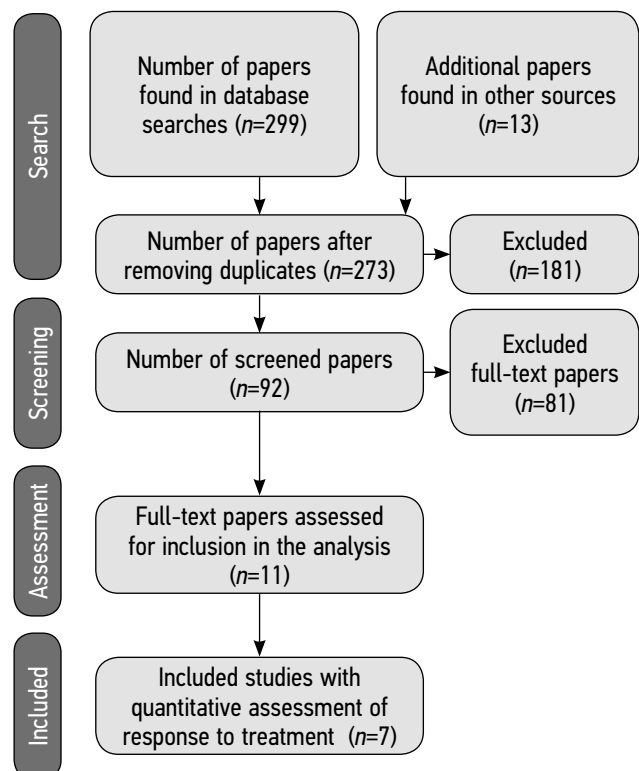 Search
Number of papers
found in database
searches (n=299)
Additional papers
found in other sources
(n=13)
Number of papers after
removing duplicates (n=273)
Excluded
(n=181)
Screening
Number of screened papers
(n=92)
Excluded
full-text papers
(n=81)
Assessment
Full-text papers assessed
for inclusion in the analysis
(n=11)
Included
Included studies with
quantitative assessment of
response to treatment (n=7)